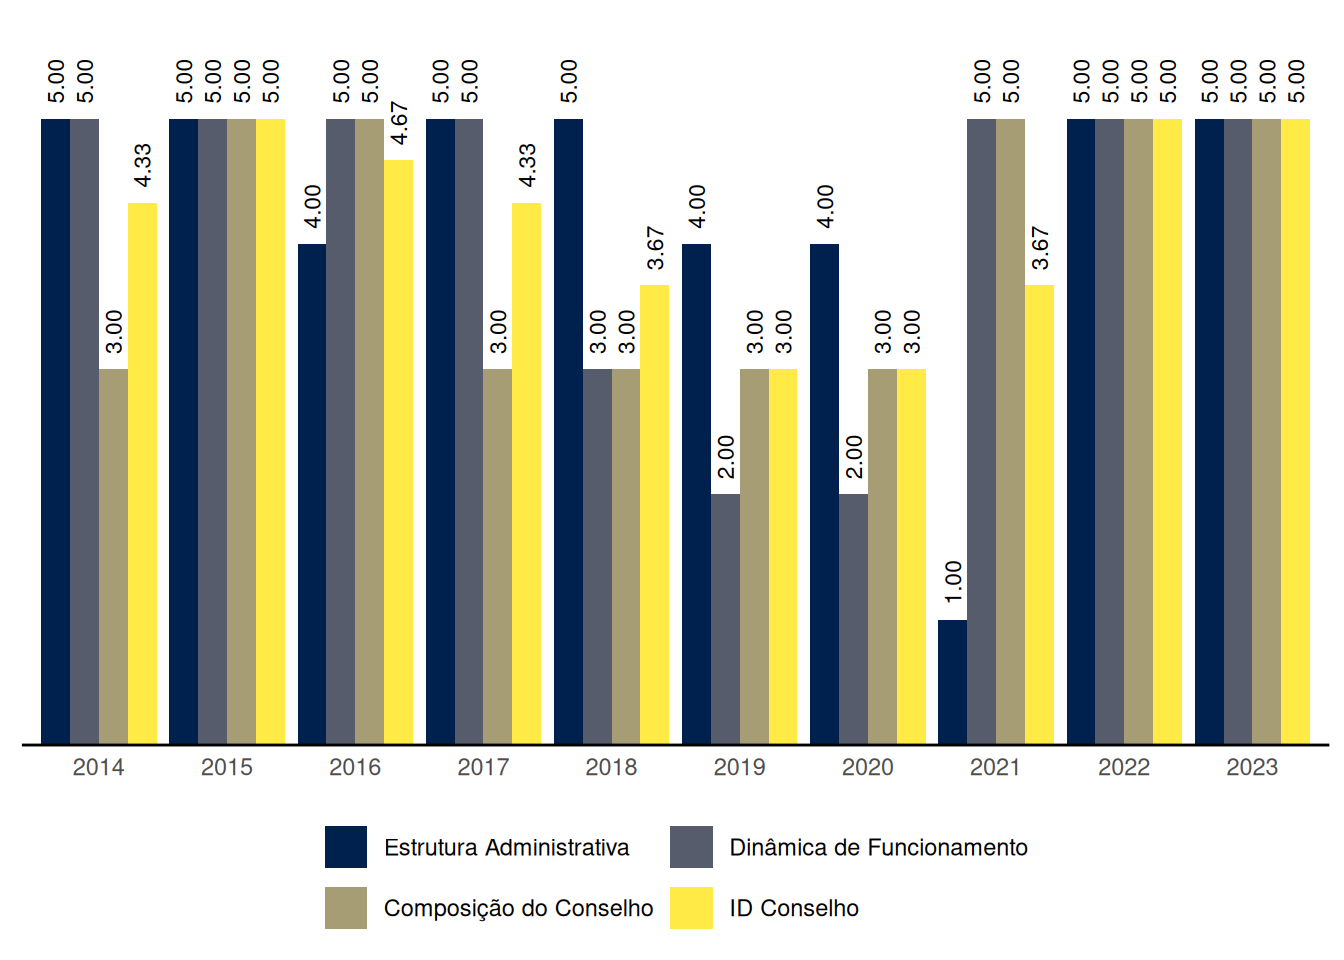 5.00 5.00 3.00 4.33 5.00 5.00 5.00 5.00 4.00 5.00 5.00 4.67 5.00 5.00 3.00 4.33 5.00 3.00 3.00 3.67 4.00 2.00 3.00 3.00 4.00 2.00 3.00 3.00 1.00 5.00 5.00 3.67 5.00 5.00 5.00 5.00 5.00 5.00 5.00 5.00
2014 2015 2016 2017 2018 2019 2020 2021 2022 2023
Estrutura Administrativa Dinâmica de Funcionamento
Composição do Conselho ID Conselho